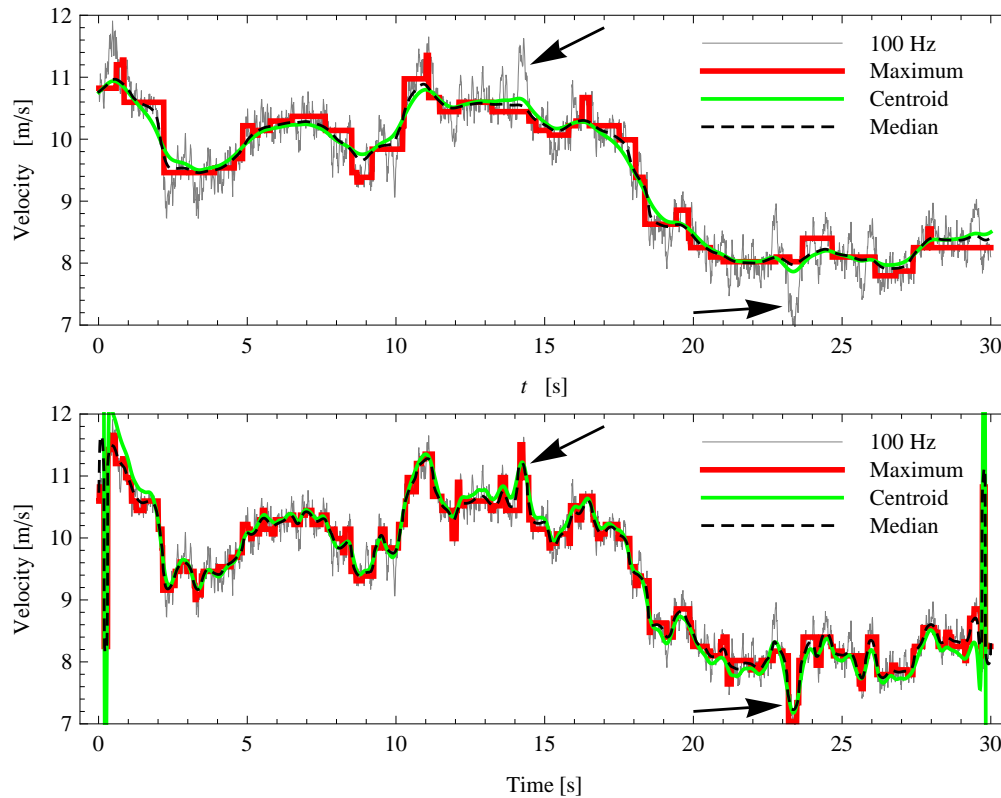 12
11
10
9
8
7
Velocity [m/s]
100 Hz
Maximum
Centroid
Median
0 5 10 15 20 25 30
t [s]
12
11
10
9
8
7
Velocity [m/s]
100 Hz
Maximum
Centroid
Median
0 5 10 15 20 25 30
Time [s]